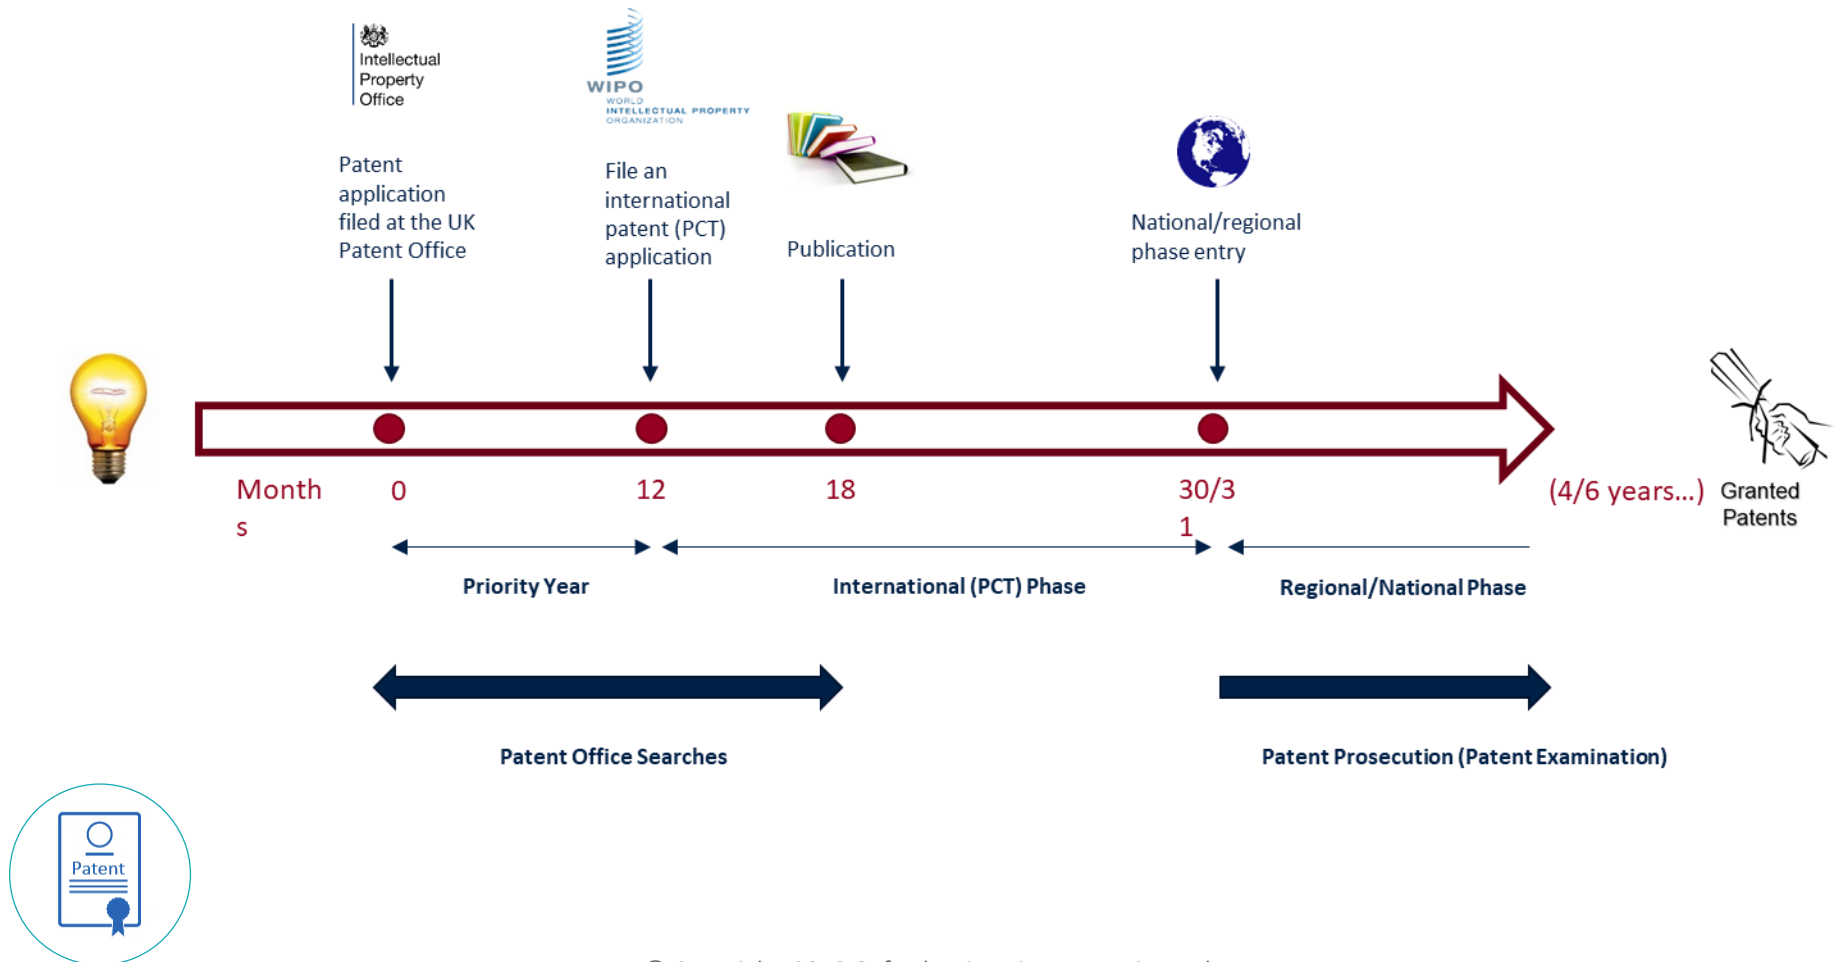 Intellectual
Property
Office
WIPO
WORLD
INTELLECTUAL PROPERTY
ORGANIZATION
Patent
application
filed at the UK
Patent Office
File an
international
patent (PCT)
application
Publication
National/regional
phase entry
Month
s
0
12
18
30/3
1
(4/6 years...)
Granted
Patents
Priority Year
International (PCT) Phase
Regional/National Phase
Patent Office Searches
Patent Prosecution (Patent Examination)
Patent